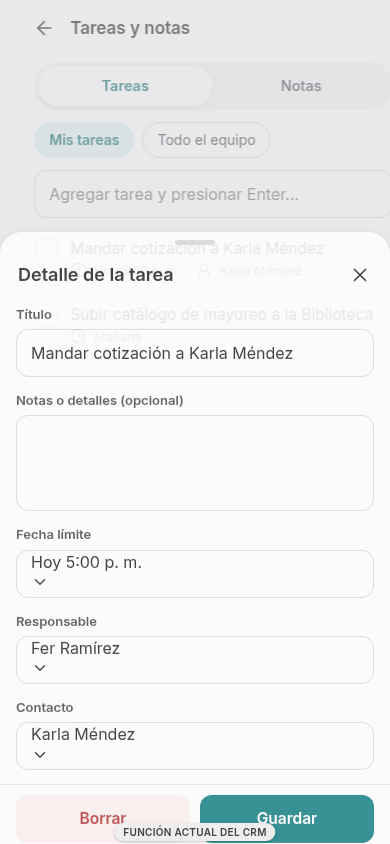 Tareas y notas
Tareas
Notas
Mis tareas
Todo el equipo
Agregar tarea y presionar Enter...
Mandar cotización a Karla Méndez
Karla Méndez
Detalle de la tarea
Subir catálogo de mayoreo a la Biblioteca
Título
Mañana
Mandar cotización a Karla Méndez
Notas o detalles (opcional)
Fecha límite
Hoy 5:00 p. m.
Responsable
Fer Ramírez
Contacto
Karla Méndez
Borrar
Guardar
FUNCIÓN ACTUAL DEL CRM